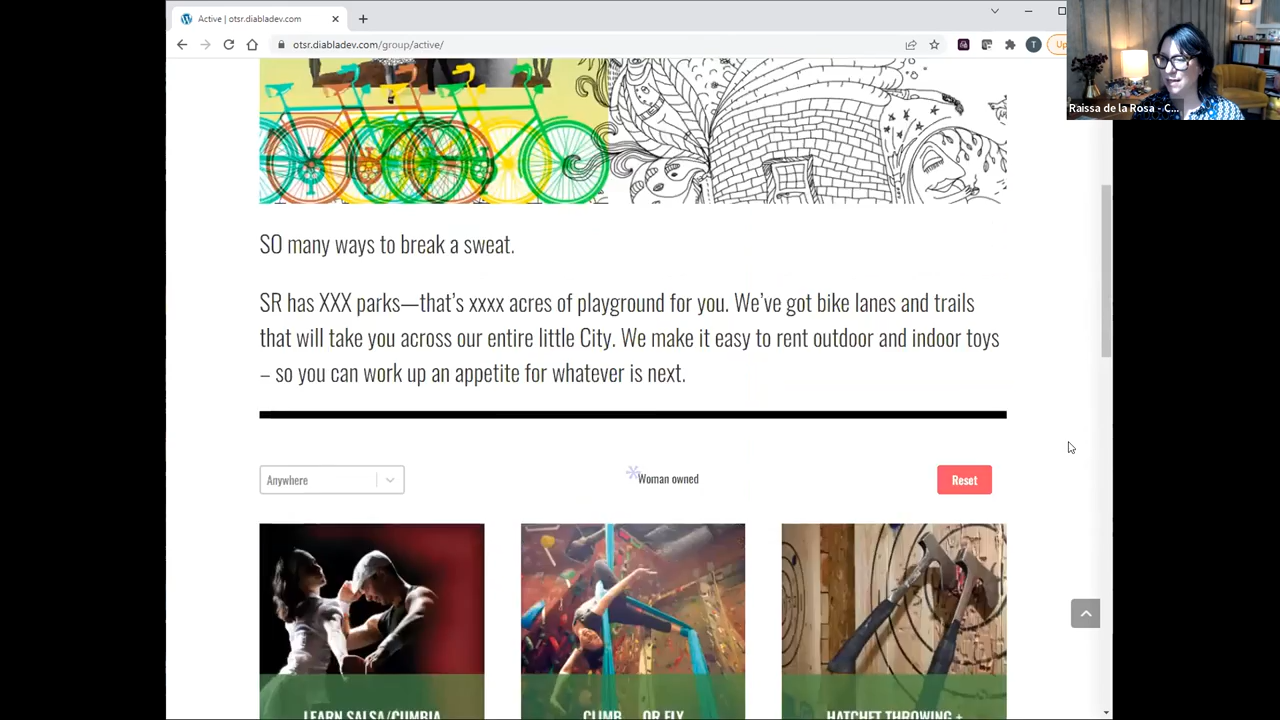 Active | otsr.diabladev.com
otsr.diabladev.com/group/active/
T
Up
Raissa de la Rosa - C...
SO many ways to break a sweat.
SR has XXX parks—that's xxxx acres of playground for you. We've got bike lanes and trails
that will take you across our entire little City. We make it easy to rent outdoor and indoor toys
– so you can work up an appetite for whatever is next.
Anywhere
Woman owned
Reset
LEARN SALSA/CUMBIA
CLIMB ... OR FLY
HATCHET THROWING +